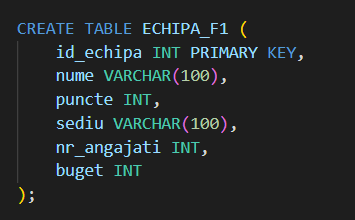 CREATE TABLE ECHIPA_F1 (
    id_echipa INT PRIMARY KEY,
    nume VARCHAR(100),
    puncte INT,
    sediu VARCHAR(100),
    nr_angajati INT,
    buget INT
);